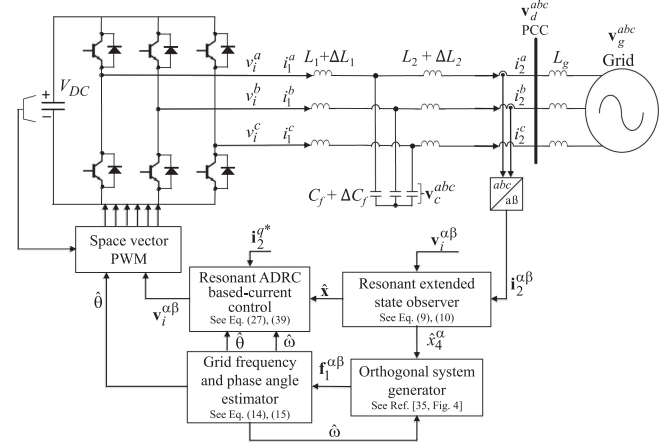 v_d^{abc}
PCC
v_g^{abc}
Grid
L_g
V_{DC}
+
−
v_i^a i_1^a L_1+ΔL_1 L_2 + ΔL_2 i_2^a
v_i^b i_1^b i_2^b
v_i^c i_1^c i_2^c
C_f + ΔC_f v_c^{abc}
abc
aß
Space vector
PWM
i_2^{q*}
v_i^{αβ}
i_2^{αβ}
Resonant ADRC
based-current
control
See Eq. (27), (39)
x̂
Resonant extended
state observer
See Eq. (9), (10)
θ̂
v_i^{αβ}
θ̂
ω̂
x̂_4^α
Grid frequency
and phase angle
estimator
See Eq. (14), (15)
f_1^{αβ}
Orthogonal system
generator
See Ref. [35, Fig. 4]
ω̂